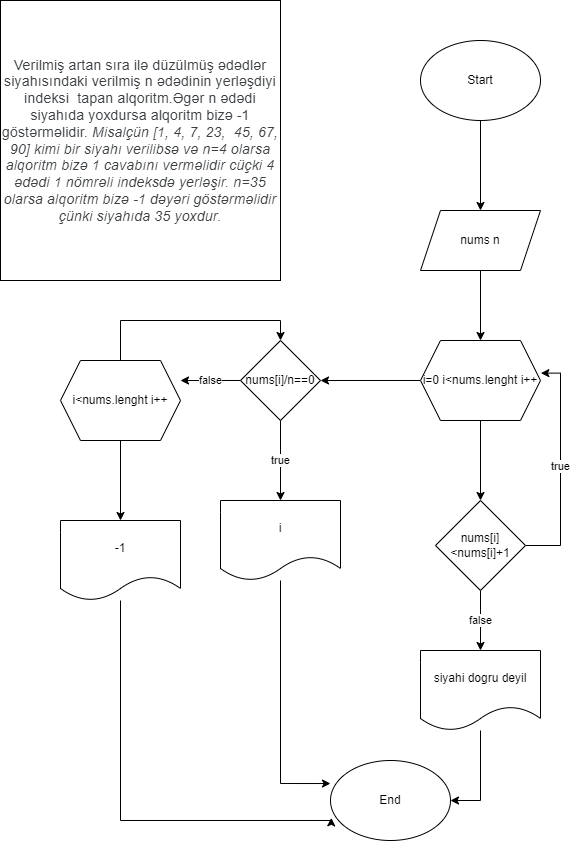 Verilmiş artan sıra ilə düzülmüş ədədlər
siyahısındaki verilmiş n ədədinin yerləşdiyi
indeksi  tapan alqoritm.Əgər n ədədi
siyahıda yoxdursa alqoritm bizə -1
göstərməlidir. Misalçün [1, 4, 7, 23,  45, 67,
90] kimi bir siyahı verilibsə və n=4 olarsa
alqoritm bizə 1 cavabını verməlidir cüçki 4
ədədi 1 nömrəli indeksdə yerləşir. n=35
olarsa alqoritm bizə -1 dəyəri göstərməlidir
çünki siyahıda 35 yoxdur.
Start
nums n
i=0 i<nums.lenght i++
nums[i]/n==0
false
i<nums.lenght i++
true
true
i
-1
nums[i]
<nums[i]+1
false
siyahi dogru deyil
End